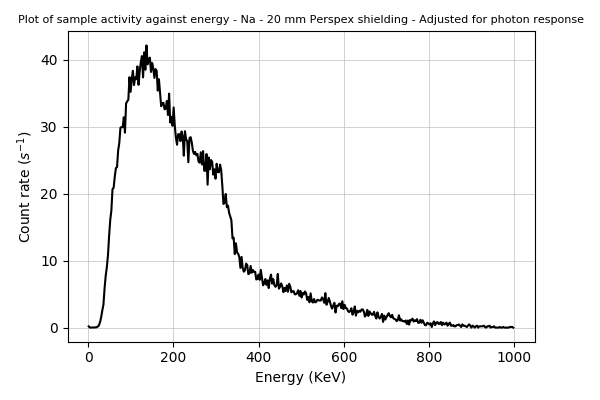 Plot of sample activity against energy - Na - 20 mm Perspex shielding - Adjusted for photon response
40
30
20
10
0
Count rate (s⁻¹)
0 200 400 600 800 1000
Energy (KeV)